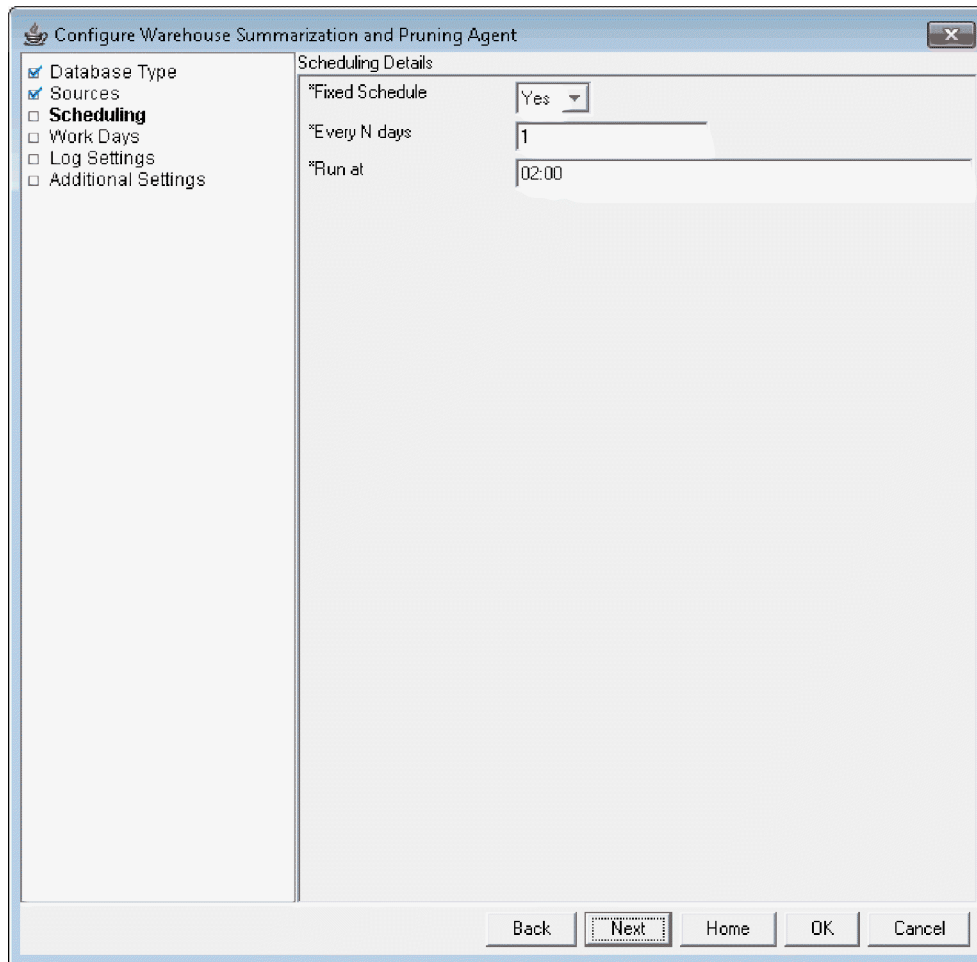 Configure Warehouse Summarization and Pruning Agent
Database Type
Sources
Scheduling
Work Days
Log Settings
Additional Settings
Scheduling Details
*Fixed Schedule
Yes
*Every N days
1
*Run at
02:00
Back
Next
Home
OK
Cancel